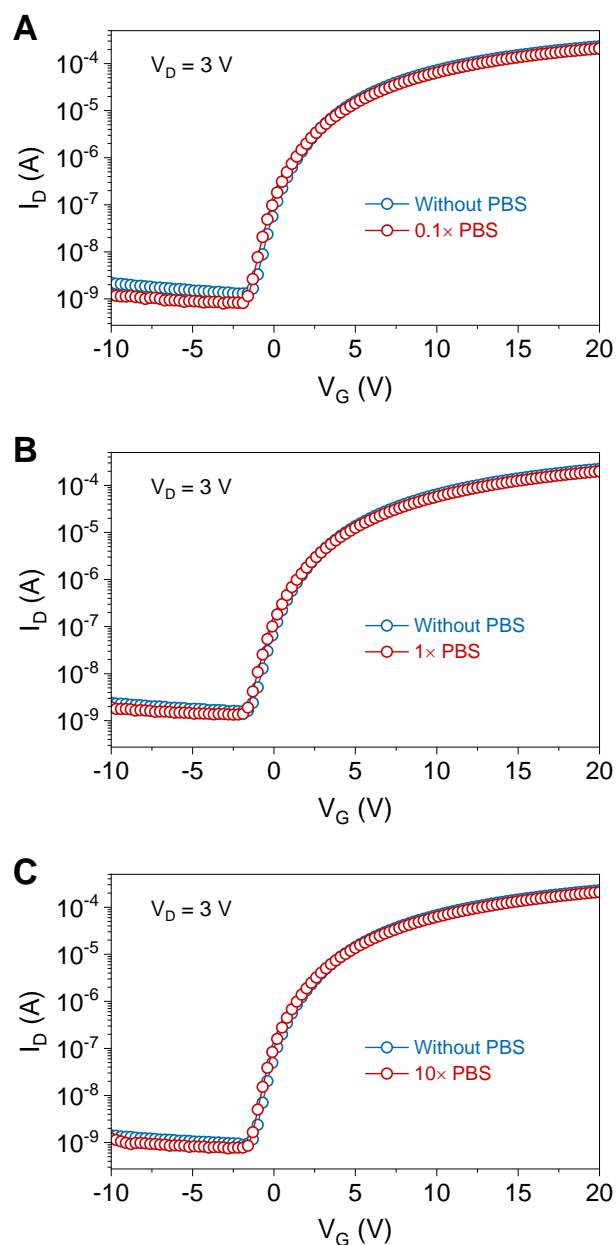 A
V_D = 3 V
I_D (A)
10^-4
10^-5
10^-6
10^-7
10^-8
10^-9
Without PBS
0.1× PBS
-10 -5 0 5 10 15 20
V_G (V)
B
V_D = 3 V
I_D (A)
10^-4
10^-5
10^-6
10^-7
10^-8
10^-9
Without PBS
1× PBS
-10 -5 0 5 10 15 20
V_G (V)
C
V_D = 3 V
I_D (A)
10^-4
10^-5
10^-6
10^-7
10^-8
10^-9
Without PBS
10× PBS
-10 -5 0 5 10 15 20
V_G (V)